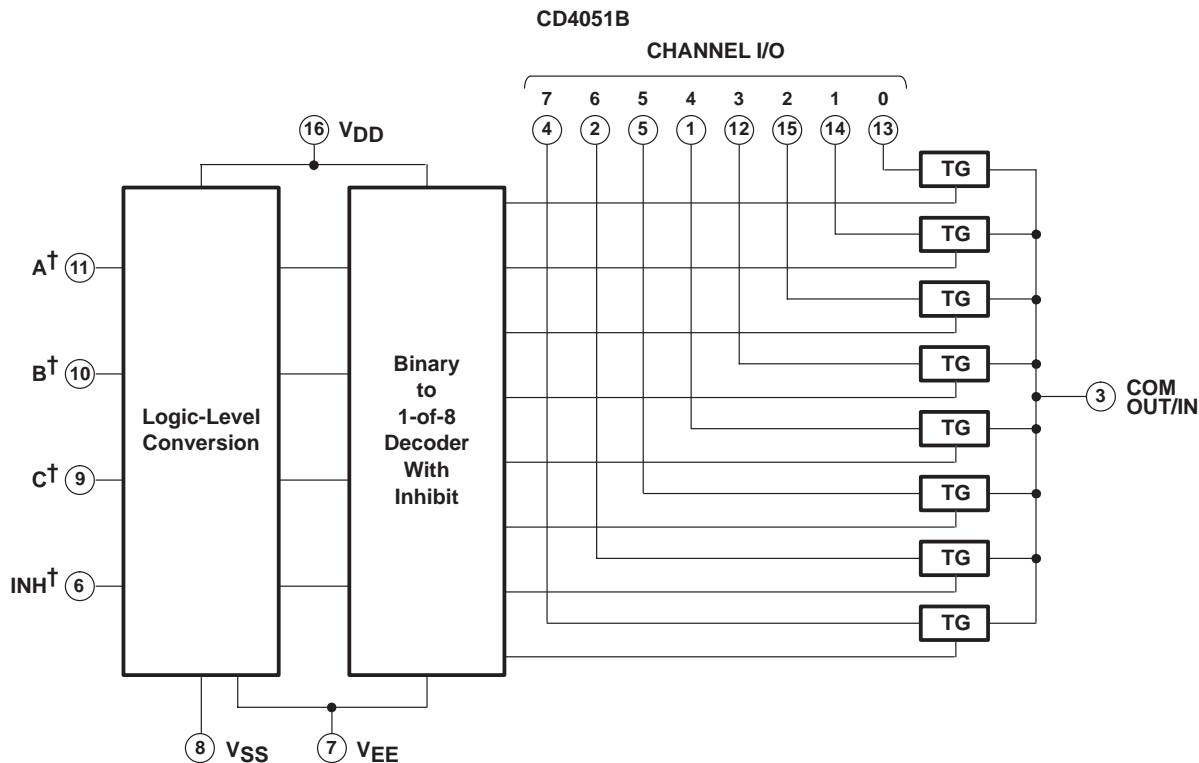 CD4051B
CHANNEL I/O
7 6 5 4 3 2 1 0
4 2 5 1 12 15 14 13
16 VDD
TG
TG
TG
TG
TG
TG
TG
TG
A† 11
B† 10
C† 9
INH† 6
Logic-Level
Conversion
Binary
to
1-of-8
Decoder
With
Inhibit
3 COM
OUT/IN
8 VSS
7 VEE